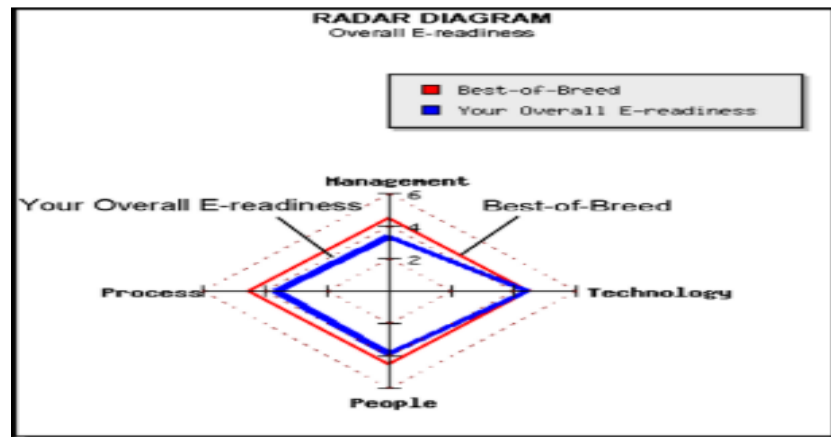 RADAR DIAGRAM
Overall E-readiness
Best-of-Breed
Your Overall E-readiness
Management
6
Your Overall E-readiness
Best-of-Breed
4
2
Process
Technology
People